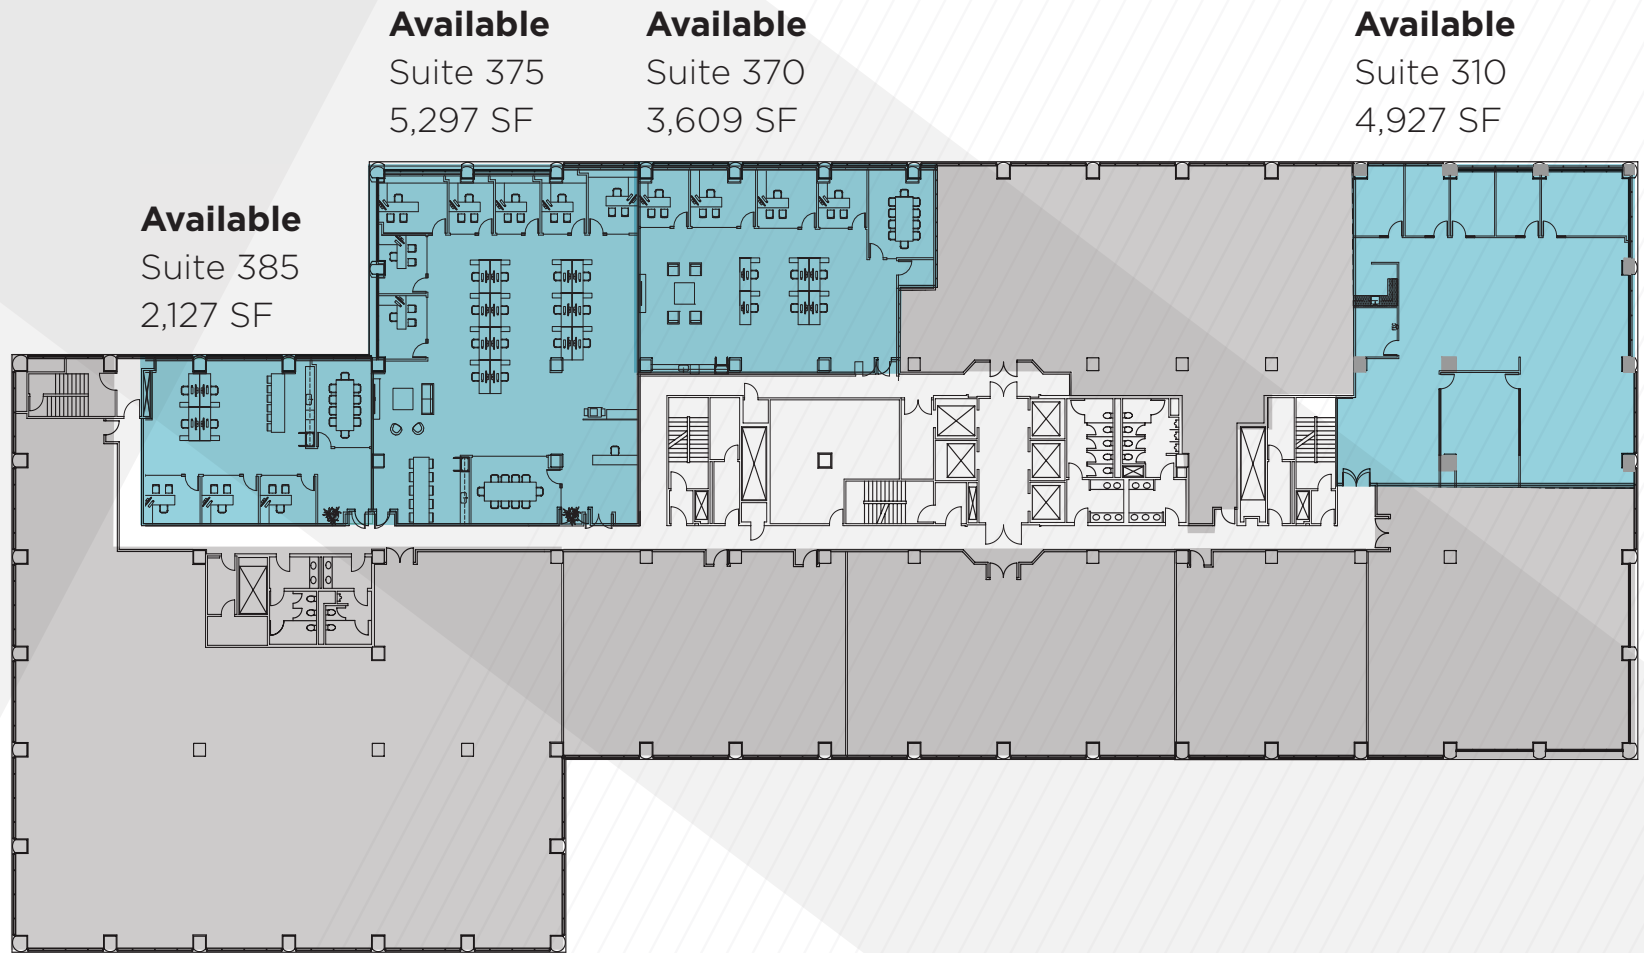 Available
Suite 375
5,297 SF
Available
Suite 370
3,609 SF
Available
Suite 310
4,927 SF
Available
Suite 385
2,127 SF